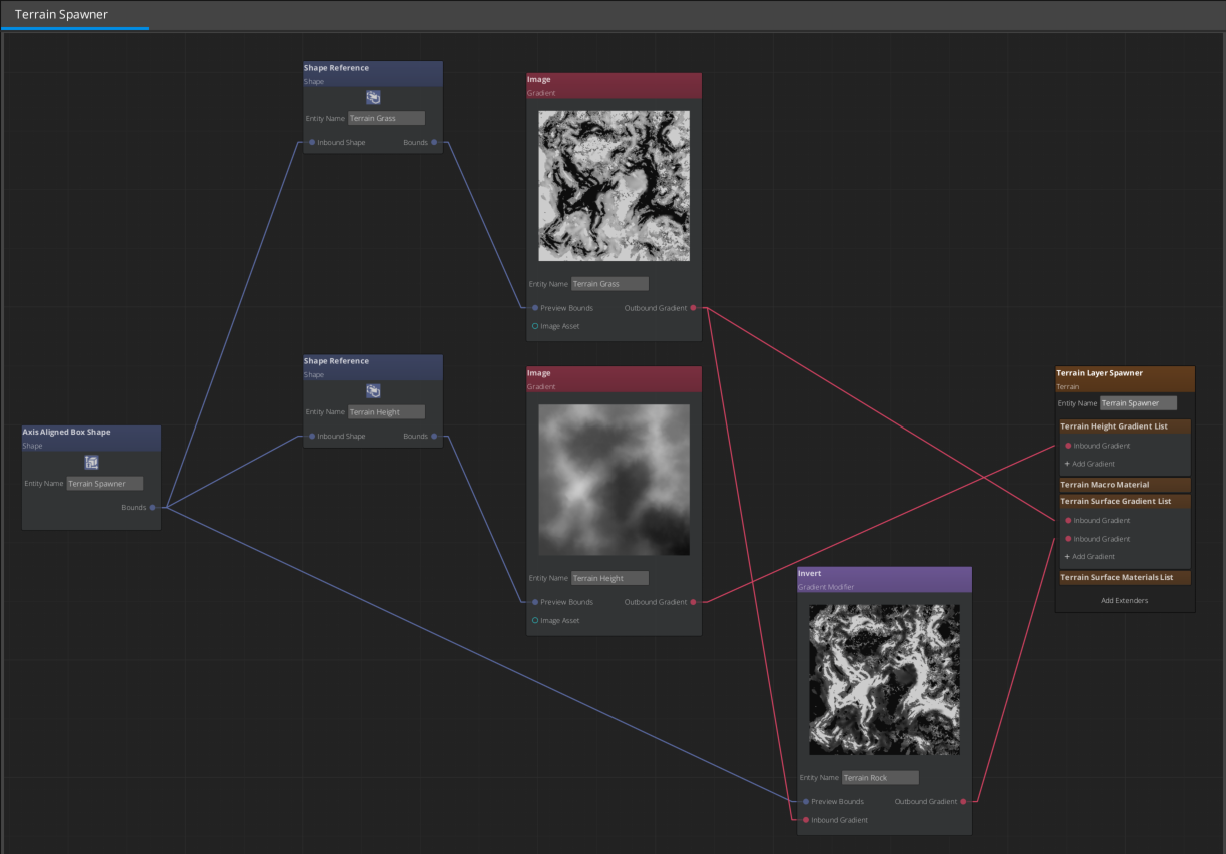 Terrain Spawner
Shape Reference
Shape
Entity Name Terrain Grass
Inbound Shape Bounds
Image
Gradient
Entity Name Terrain Grass
Preview Bounds Outbound Gradient
Image Asset
Shape Reference
Shape
Entity Name Terrain Height
Inbound Shape Bounds
Image
Gradient
Entity Name Terrain Height
Preview Bounds Outbound Gradient
Image Asset
Axis Aligned Box Shape
Shape
Entity Name Terrain Spawner
Bounds
Terrain Layer Spawner
Terrain
Entity Name Terrain Spawner
Terrain Height Gradient List
Inbound Gradient
+ Add Gradient
Terrain Macro Material
Terrain Surface Gradient List
Inbound Gradient
Inbound Gradient
+ Add Gradient
Terrain Surface Materials List
Add Extenders
Invert
Gradient Modifier
Entity Name Terrain Rock
Preview Bounds Outbound Gradient
Inbound Gradient